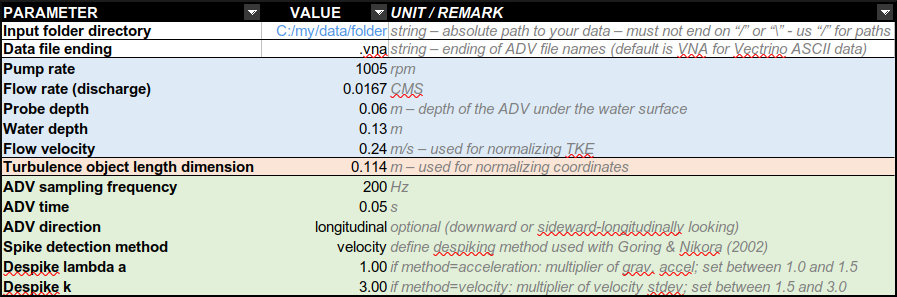 PARAMETER VALUE UNIT / REMARK
Input folder directory C:/my/data/folder string – absolute path to your data – must not end on “/” or “\” - us “/” for paths
Data file ending .vna string – ending of ADV file names (default is VNA for Vectrino ASCII data)
Pump rate 1005 rpm
Flow rate (discharge) 0.0167 CMS
Probe depth 0.06 m – depth of the ADV under the water surface
Water depth 0.13 m
Flow velocity 0.24 m/s – used for normalizing TKE
Turbulence object length dimension 0.114 m – used for normalizing coordinates
ADV sampling frequency 200 Hz
ADV time 0.05 s
ADV direction longitudinal optional (downward or sideward-longitudinally looking)
Spike detection method velocity define despiking method used with Goring & Nikora (2002)
Despike lambda a 1.00 if method=acceleration: multiplier of grav. accel; set between 1.0 and 1.5
Despike k 3.00 if method=velocity: multiplier of velocity stdev; set between 1.5 and 3.0